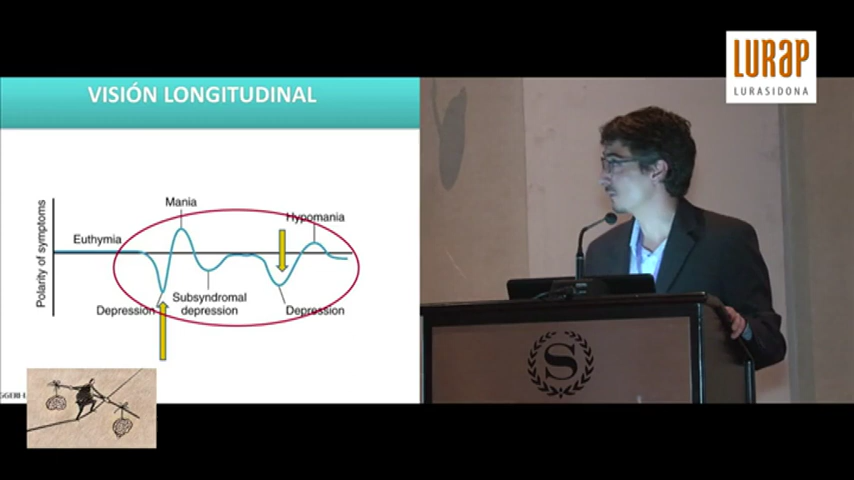 LURAP
LURASIDONA
VISIÓN LONGITUDINAL
Polarity of symptoms
Mania
Hypomania
Euthymia
Depression
Subsyndromal
depression
Depression
S